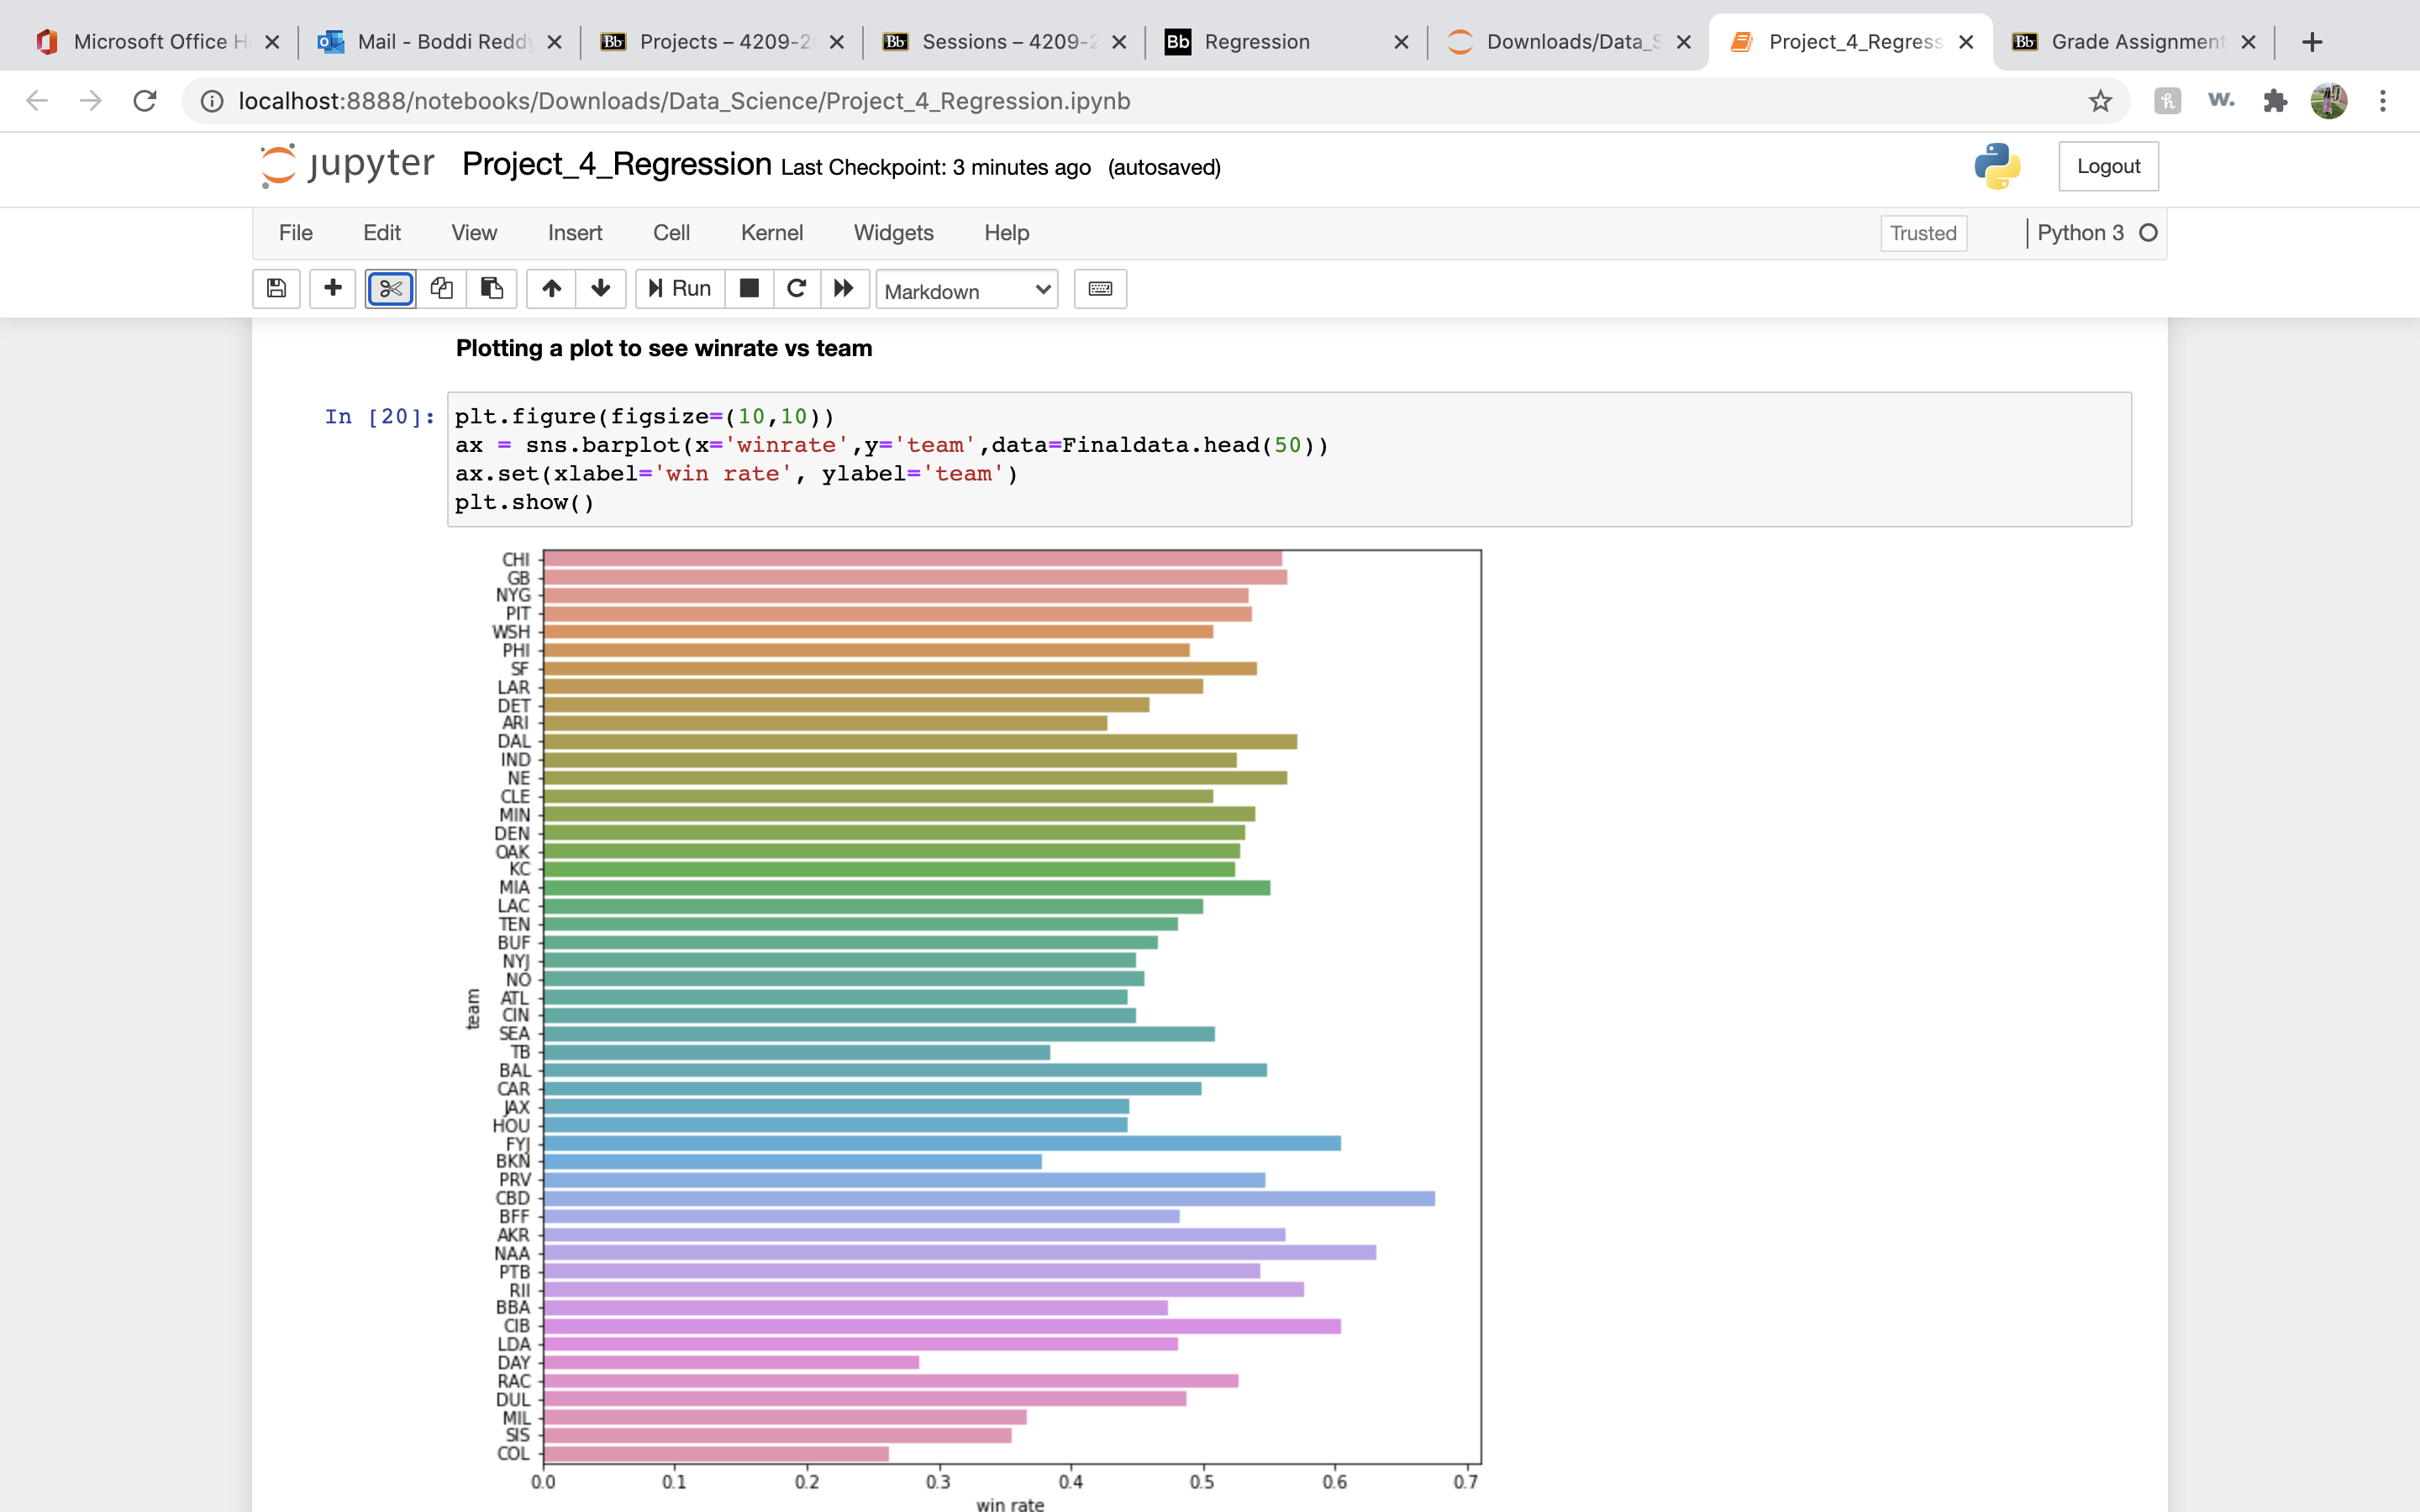 Microsoft Office H
Mail - Boddi Reddy
Projects – 4209-2
Sessions – 4209-2
Bb Regression
Downloads/Data_S
Project_4_Regress
Grade Assignment
localhost:8888/notebooks/Downloads/Data_Science/Project_4_Regression.ipynb
w.
jupyter Project_4_Regression Last Checkpoint: 3 minutes ago (autosaved)
Logout
File Edit View Insert Cell Kernel Widgets Help
Trusted
Python 3
Run
Markdown
Plotting a plot to see winrate vs team
In [20]:
plt.figure(figsize=(10,10))
ax = sns.barplot(x='winrate',y='team',data=Finaldata.head(50))
ax.set(xlabel='win rate', ylabel='team')
plt.show()
CHI
GB
NYG
PIT
WSH
PHI
SF
LAR
DET
ARI
DAL
IND
NE
CLE
MIN
DEN
OAK
KC
MIA
LAC
TEN
BUF
NYJ
NO
ATL
CIN
SEA
TB
BAL
CAR
JAX
HOU
FYJ
BKN
PRV
CBD
BFF
AKR
NAA
PTB
RII
BBA
CIB
LDA
DAY
RAC
DUL
MIL
SIS
COL
team
0.0 0.1 0.2 0.3 0.4 0.5 0.6 0.7
win rate